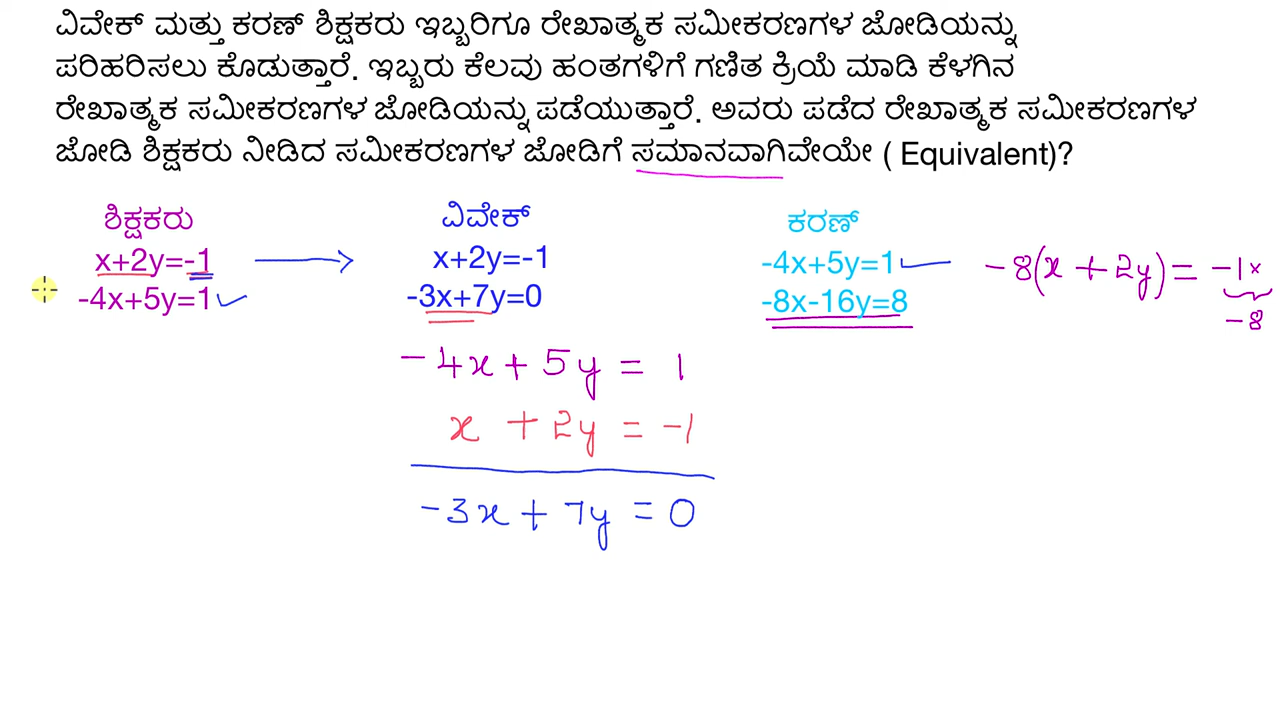 ವಿವೇಕ್ ಮತ್ತು ಕರಣ್ ಶಿಕ್ಷಕರು ಇಬ್ಬರಿಗೂ ರೇಖಾತ್ಮಕ ಸಮೀಕರಣಗಳ ಜೋಡಿಯನ್ನು
ಪರಿಹರಿಸಲು ಕೊಡುತ್ತಾರೆ. ಇಬ್ಬರು ಕೆಲವು ಹಂತಗಳಿಗೆ ಗಣಿತ ಕ್ರಿಯೆ ಮಾಡಿ ಕೆಳಗಿನ
ರೇಖಾತ್ಮಕ ಸಮೀಕರಣಗಳ ಜೋಡಿಯನ್ನು ಪಡೆಯುತ್ತಾರೆ. ಅವರು ಪಡೆದ ರೇಖಾತ್ಮಕ ಸಮೀಕರಣಗಳ
ಜೋಡಿ ಶಿಕ್ಷಕರು ನೀಡಿದ ಸಮೀಕರಣಗಳ ಜೋಡಿಗೆ ಸಮಾನವಾಗಿವೇಯೇ ( Equivalent)?
ಶಿಕ್ಷಕರು
x+2y=-1
-4x+5y=1
ವಿವೇಕ್
x+2y=-1
-3x+7y=0
ಕರಣ್
-4x+5y=1
-8x-16y=8
-8(x + 2y) = -1×
-8
-4x + 5y = 1
x + 2y = -1
-3x + 7y = 0